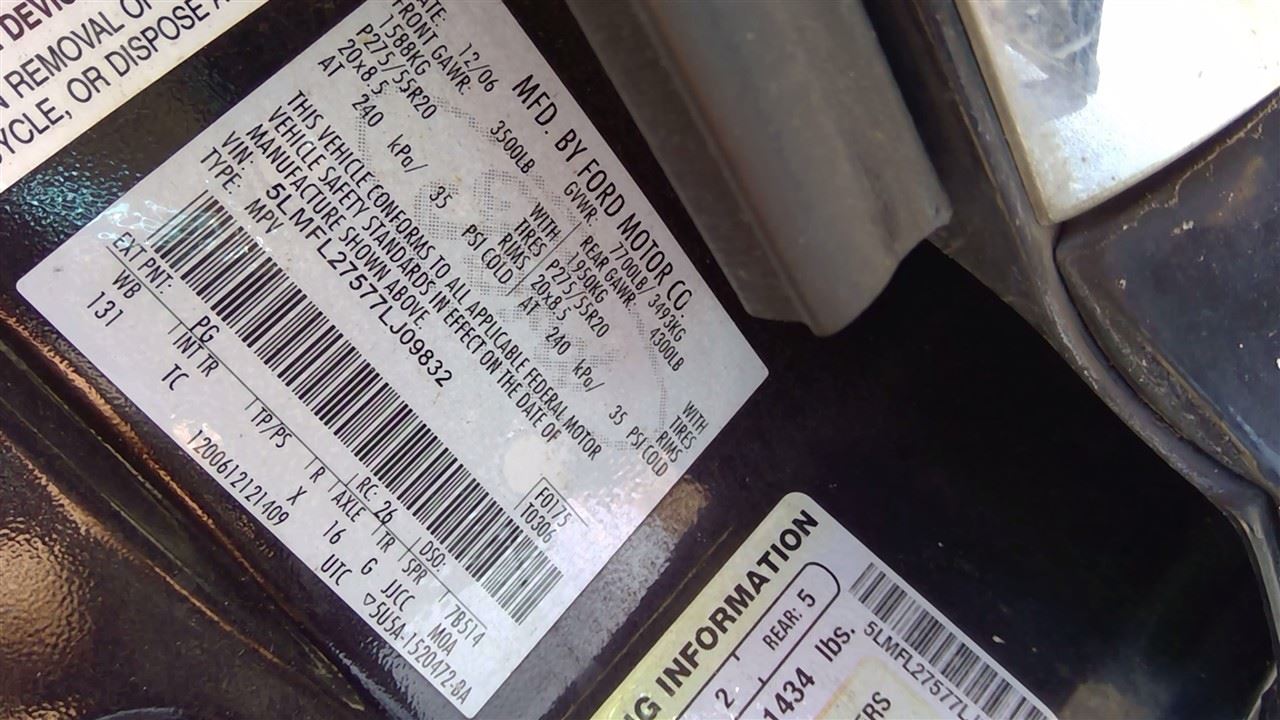 DEVIC
N REMOVAL OF
CYCLE, OR DISPOSE A
MFD. BY FORD MOTOR CO.
DATE: 12/06 GVWR: 7700LB/ 3493KG
FRONT GAWR: 3500LB REAR GAWR: 4300LB
1588KG WITH 1950KG WITH
P275/55R20 TIRES P275/55R20 TIRES
20x8.5 RIMS 20x8.5 RIMS
AT 240 kPa/ 35 PSI COLD AT 240 kPa/ 35 PSI COLD
THIS VEHICLE CONFORMS TO ALL APPLICABLE FEDERAL MOTOR
VEHICLE SAFETY STANDARDS IN EFFECT ON THE DATE OF
MANUFACTURE SHOWN ABOVE.
VIN: 5LMFL27577LJ09832
TYPE: MPV
F0175
T0306
EXT PNT: PG RC: 26 DSO: 7B514
WB INT TR TP/PS R AXLE TR SPR MOA
131 TC X 16 G JJCC
1200612121409 UTC ▽5U5A-1520472-BA
NG INFORMATION
2 REAR: 5
1434 lbs.
ERS
5LMFL27577L